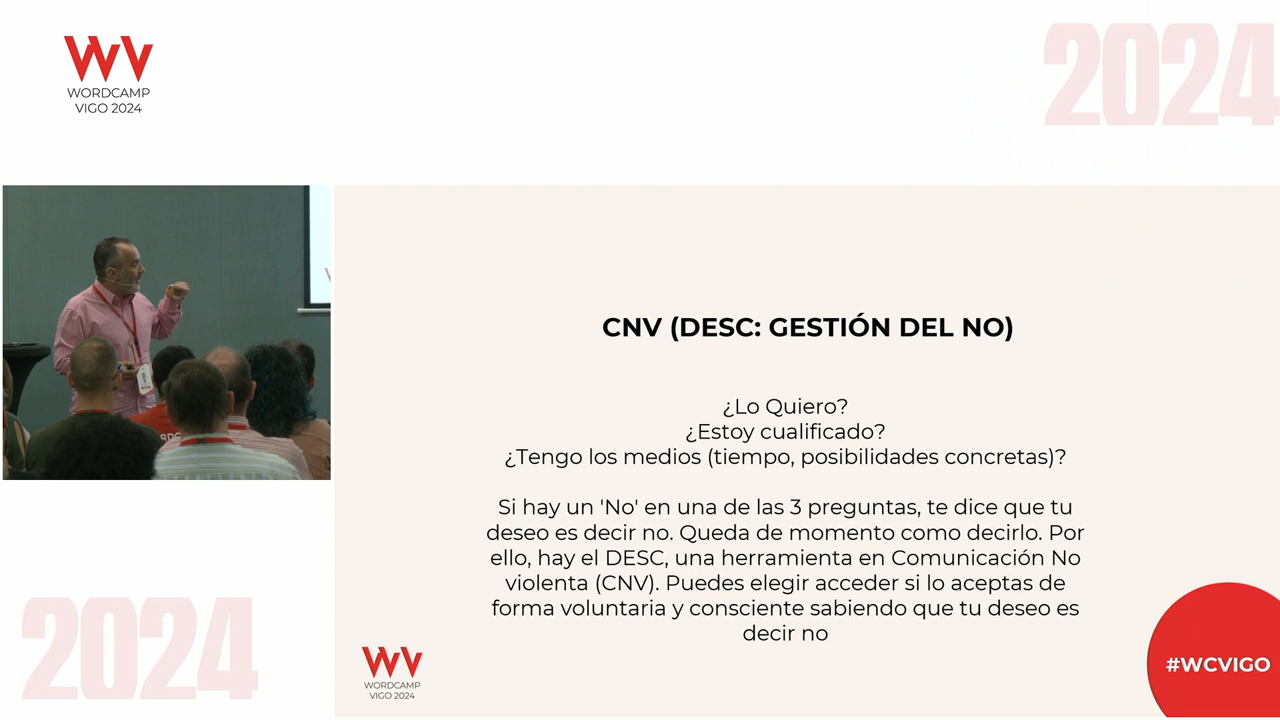 WORDCAMP
VIGO 2024
2024
CNV (DESC: GESTIÓN DEL NO)
¿Lo Quiero?
¿Estoy cualificado?
¿Tengo los medios (tiempo, posibilidades concretas)?
Si hay un 'No' en una de las 3 preguntas, te dice que tu
deseo es decir no. Queda de momento como decirlo. Por
ello, hay el DESC, una herramienta en Comunicación No
violenta (CNV). Puedes elegir acceder si lo aceptas de
forma voluntaria y consciente sabiendo que tu deseo es
decir no
2024
WORDCAMP
VIGO 2024
#WCVIGO